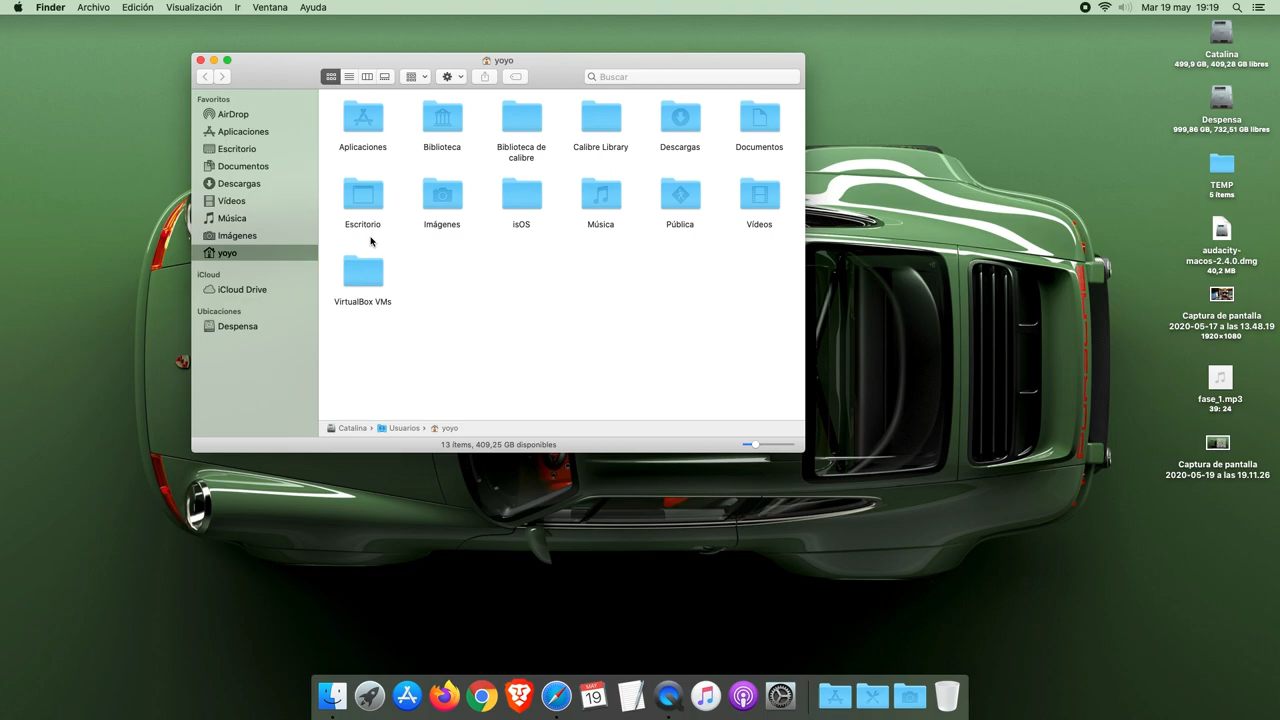 Finder Archivo Edición Visualización Ir Ventana Ayuda Mar 19 may 19:19
yoyo
Buscar
Favoritos
AirDrop
Aplicaciones
Escritorio
Documentos
Descargas
Vídeos
Música
Imágenes
yoyo
iCloud
iCloud Drive
Ubicaciones
Despensa
Aplicaciones Biblioteca Biblioteca de Calibre Library Descargas Documentos
calibre
Escritorio Imágenes isOS Música Pública Vídeos
VirtualBox VMs
Catalina › Usuarios › yoyo
13 ítems, 409,25 GB disponibles
Catalina
499,9 GB, 409,28 GB libres
Despensa
999,86 GB, 732,51 GB libres
TEMP
5 ítems
audacity-
macos-2.4.0.dmg
40,2 MB
Captura de pantalla
2020-05-17 a las 13.48.19
1920×1080
fase_1.mp3
39: 24
Captura de pantalla
2020-05-19 a las 19.11.26
MAY
19